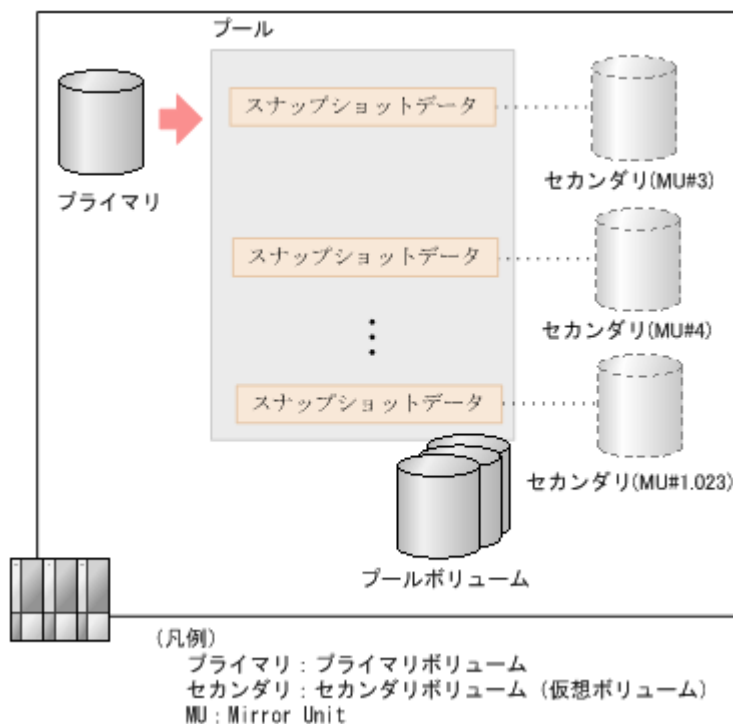 プール
スナップショットデータ
プライマリ
セカンダリ(MU#3)
スナップショットデータ
セカンダリ(MU#4)
スナップショットデータ
セカンダリ(MU#1.023)
プールボリューム
(凡例)
プライマリ：プライマリボリューム
セカンダリ：セカンダリボリューム（仮想ボリューム）
MU：Mirror Unit